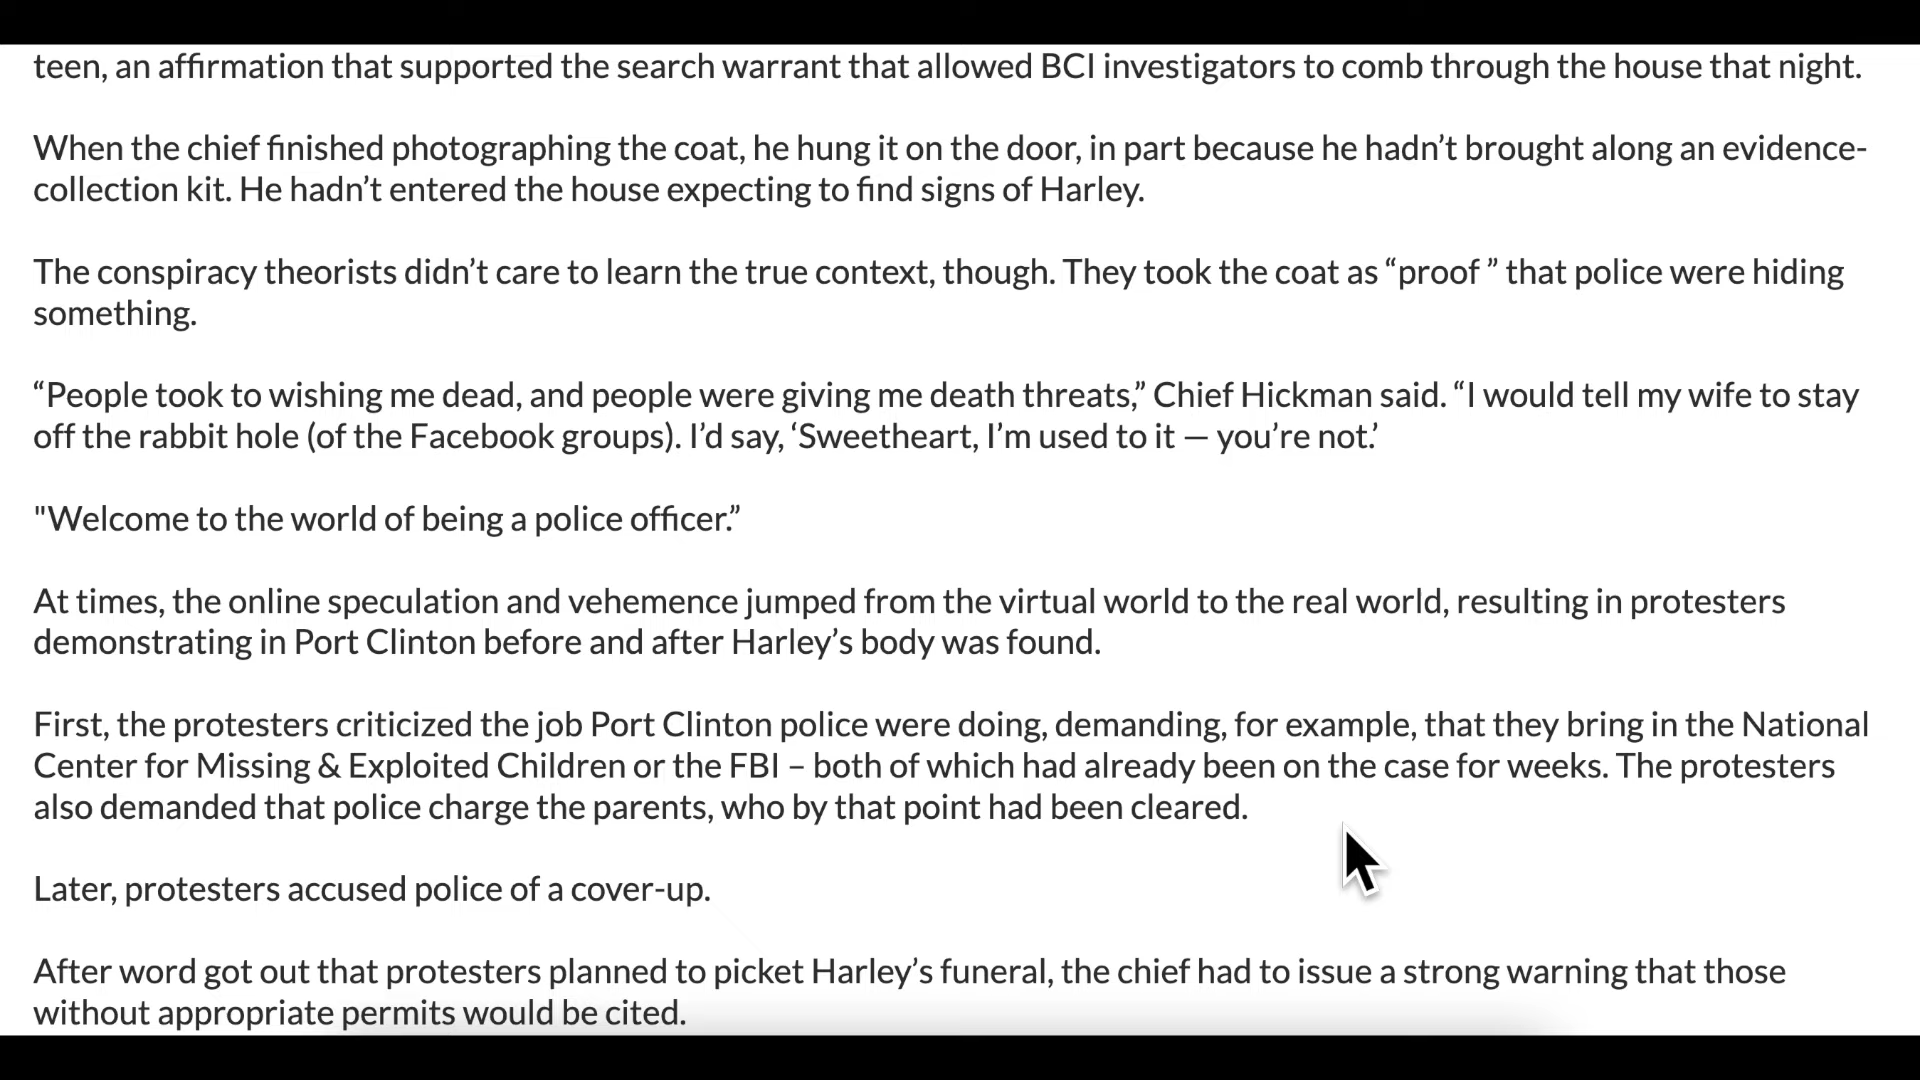 teen, an affirmation that supported the search warrant that allowed BCI investigators to comb through the house that night.
When the chief finished photographing the coat, he hung it on the door, in part because he hadn’t brought along an evidence-
collection kit. He hadn’t entered the house expecting to find signs of Harley.
The conspiracy theorists didn’t care to learn the true context, though. They took the coat as “proof ” that police were hiding
something.
“People took to wishing me dead, and people were giving me death threats,” Chief Hickman said. “I would tell my wife to stay
off the rabbit hole (of the Facebook groups). I’d say, ‘Sweetheart, I’m used to it — you’re not.’
"Welcome to the world of being a police officer.”
At times, the online speculation and vehemence jumped from the virtual world to the real world, resulting in protesters
demonstrating in Port Clinton before and after Harley’s body was found.
First, the protesters criticized the job Port Clinton police were doing, demanding, for example, that they bring in the National
Center for Missing & Exploited Children or the FBI – both of which had already been on the case for weeks. The protesters
also demanded that police charge the parents, who by that point had been cleared.
Later, protesters accused police of a cover-up.
After word got out that protesters planned to picket Harley’s funeral, the chief had to issue a strong warning that those
without appropriate permits would be cited.